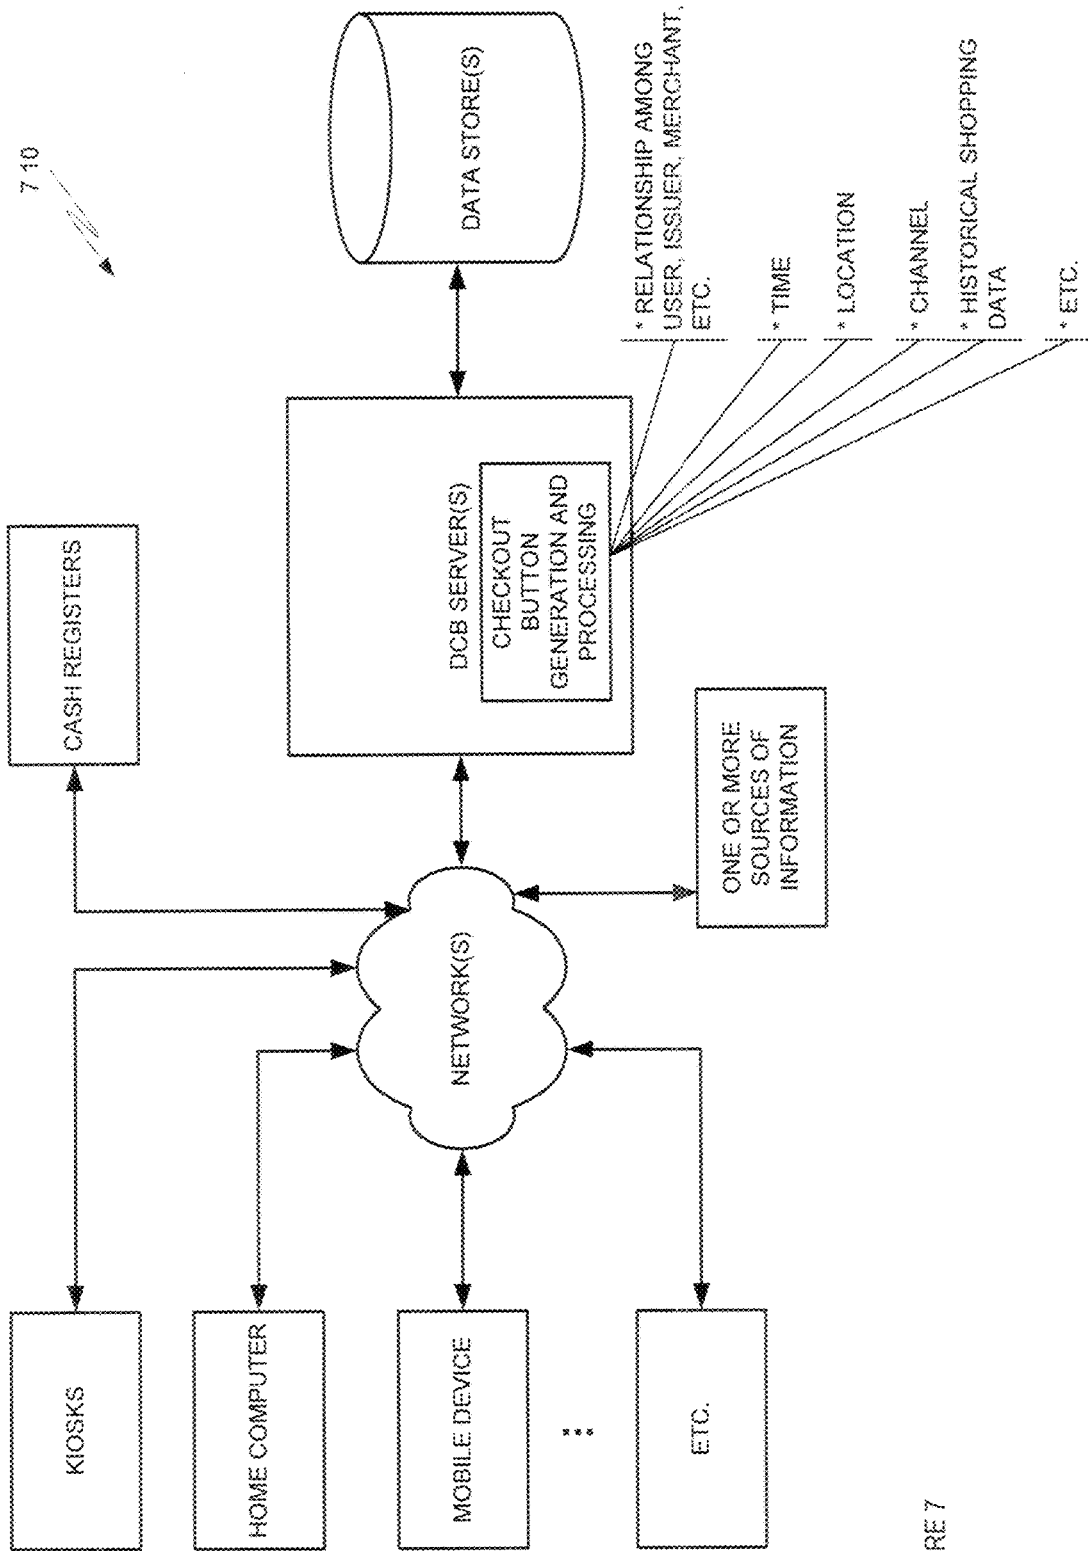 710
KIOSKS
HOME COMPUTER
MOBILE DEVICE
...
ETC.
NETWORK(S)
CASH REGISTERS
ONE OR MORE
SOURCES OF
INFORMATION
DCB SERVER(S)
CHECKOUT
BUTTON
GENERATION AND
PROCESSING
DATA STORE(S)
* RELATIONSHIP AMONG
USER, ISSUER, MERCHANT,
ETC.
* TIME
* LOCATION
* CHANNEL
* HISTORICAL SHOPPING
DATA
* ETC.
RE 7